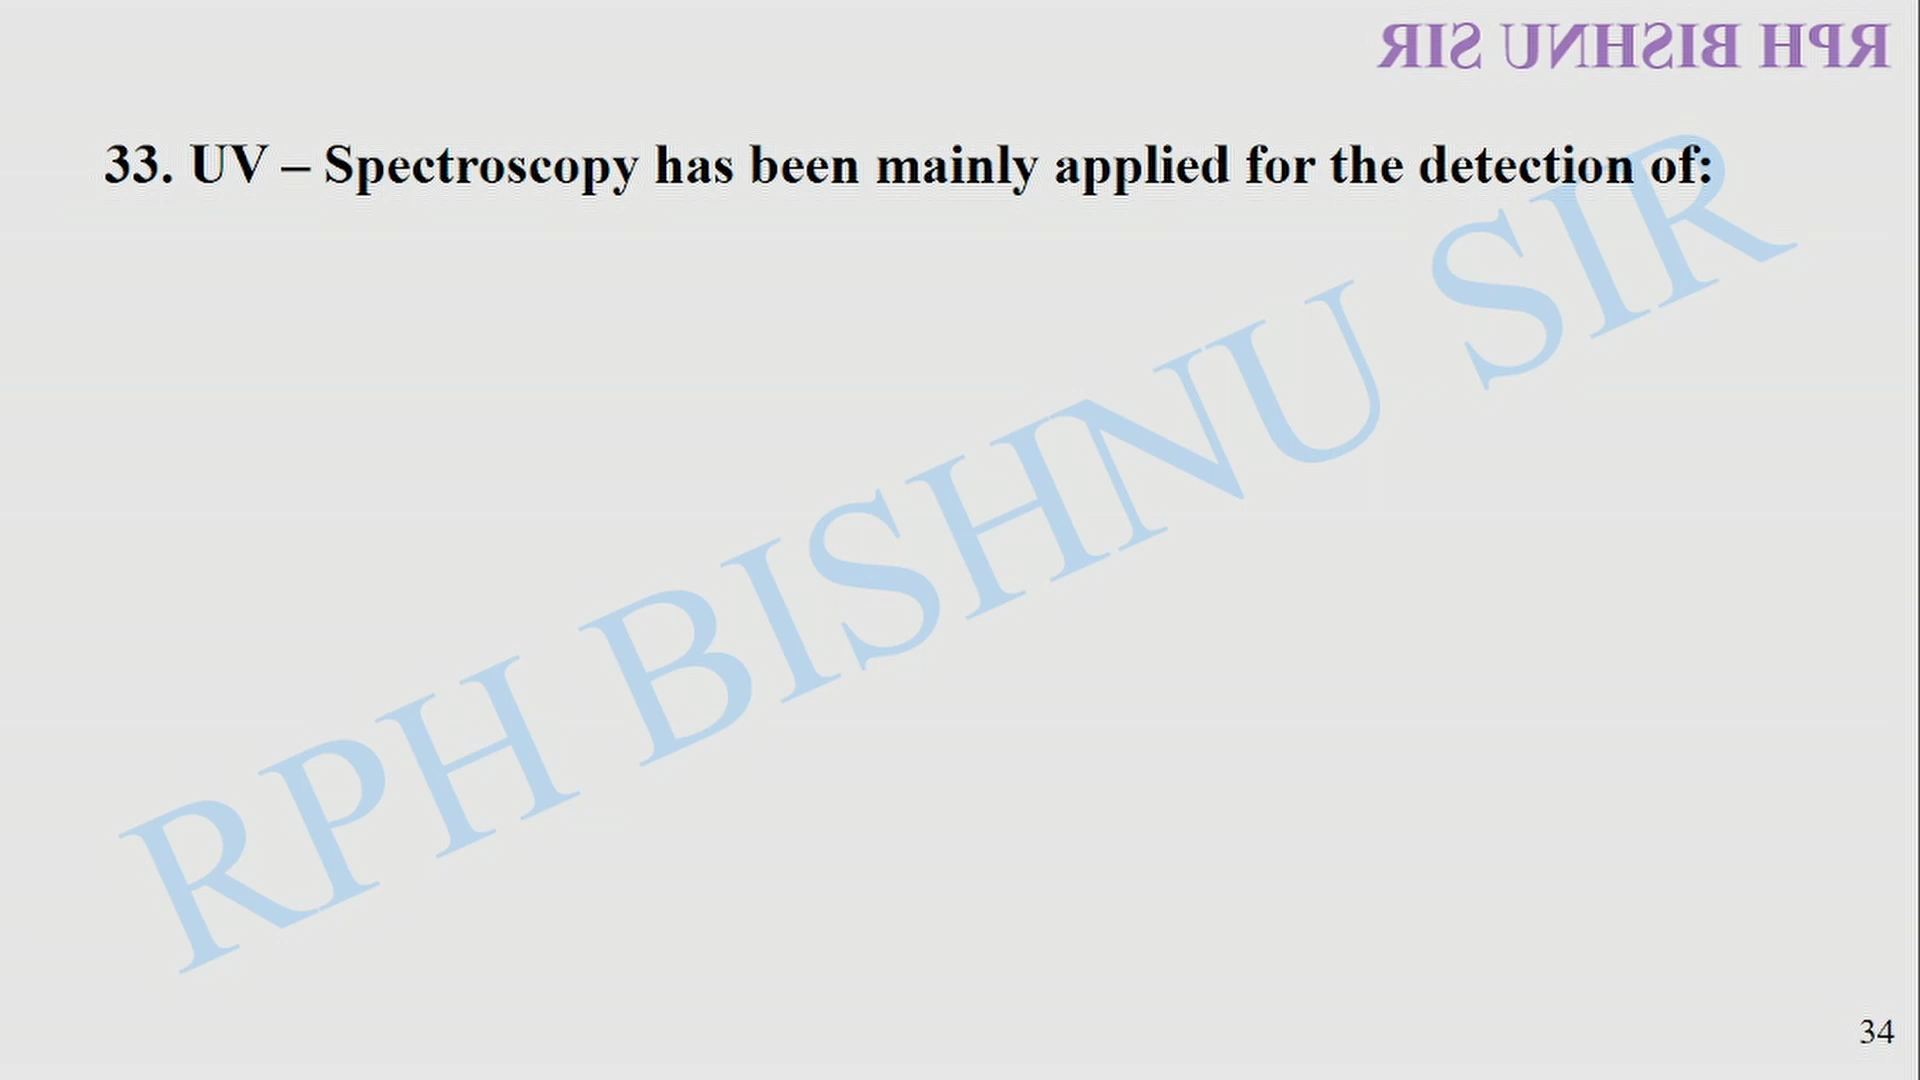 RPH BISHNU SIR
33. UV – Spectroscopy has been mainly applied for the detection of:
RPH BISHNU SIR
34